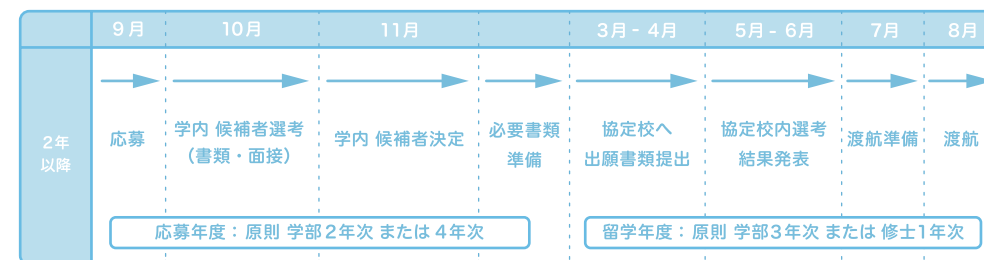 9月 10月 11月 3月 - 4月 5月 - 6月 7月 8月
2年
以降
応募
学内 候補者選考
（書類・面接）
学内 候補者決定
必要書類
準備
協定校へ
出願書類提出
協定校内選考
結果発表
渡航準備
渡航
応募年度：原則 学部2年次 または 4年次
留学年度：原則 学部3年次 または 修士1年次